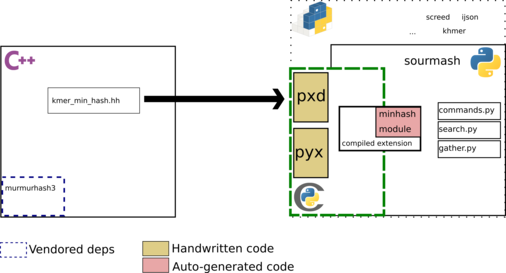 C++
kmer_min_hash.hh
murmurhash3
screed ijson
... khmer
sourmash
pxd
pyx
minhash
module
compiled extension
commands.py
search.py
gather.py
C
Vendored deps
Handwritten code
Auto-generated code